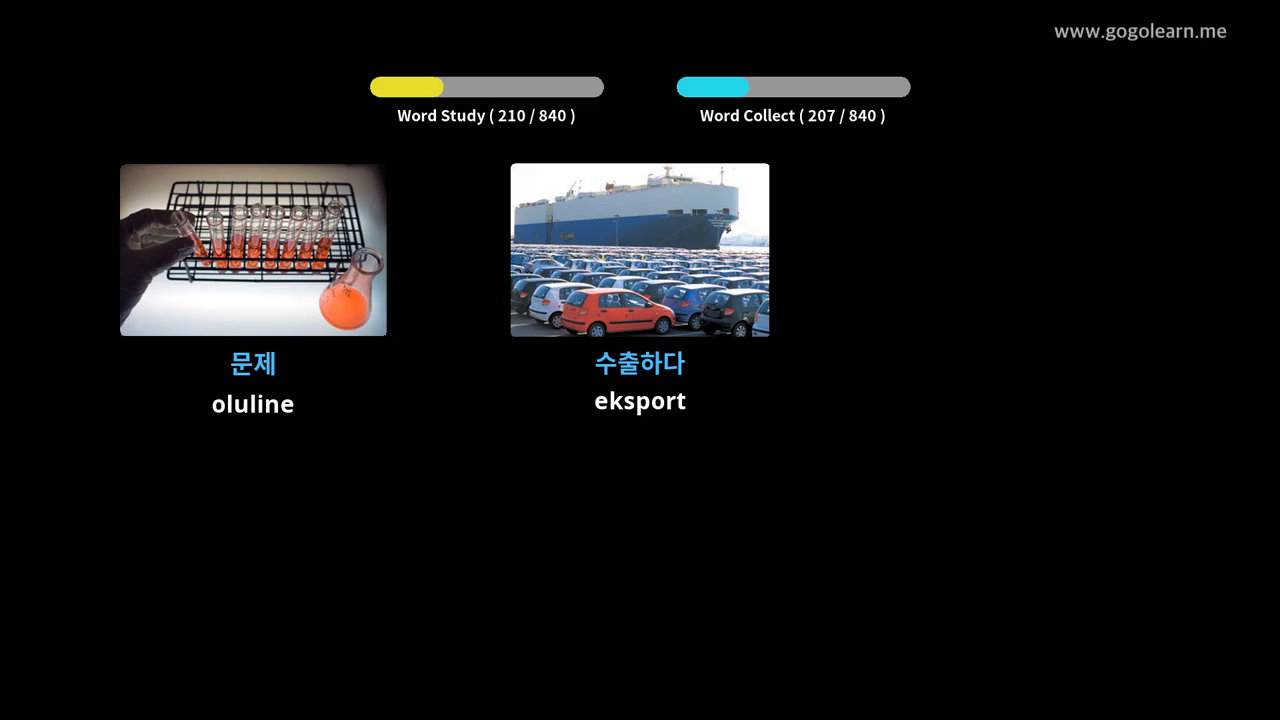 www.gogolearn.me
Word Study ( 210 / 840 )
Word Collect ( 207 / 840 )
문제
oluline
수출하다
eksport